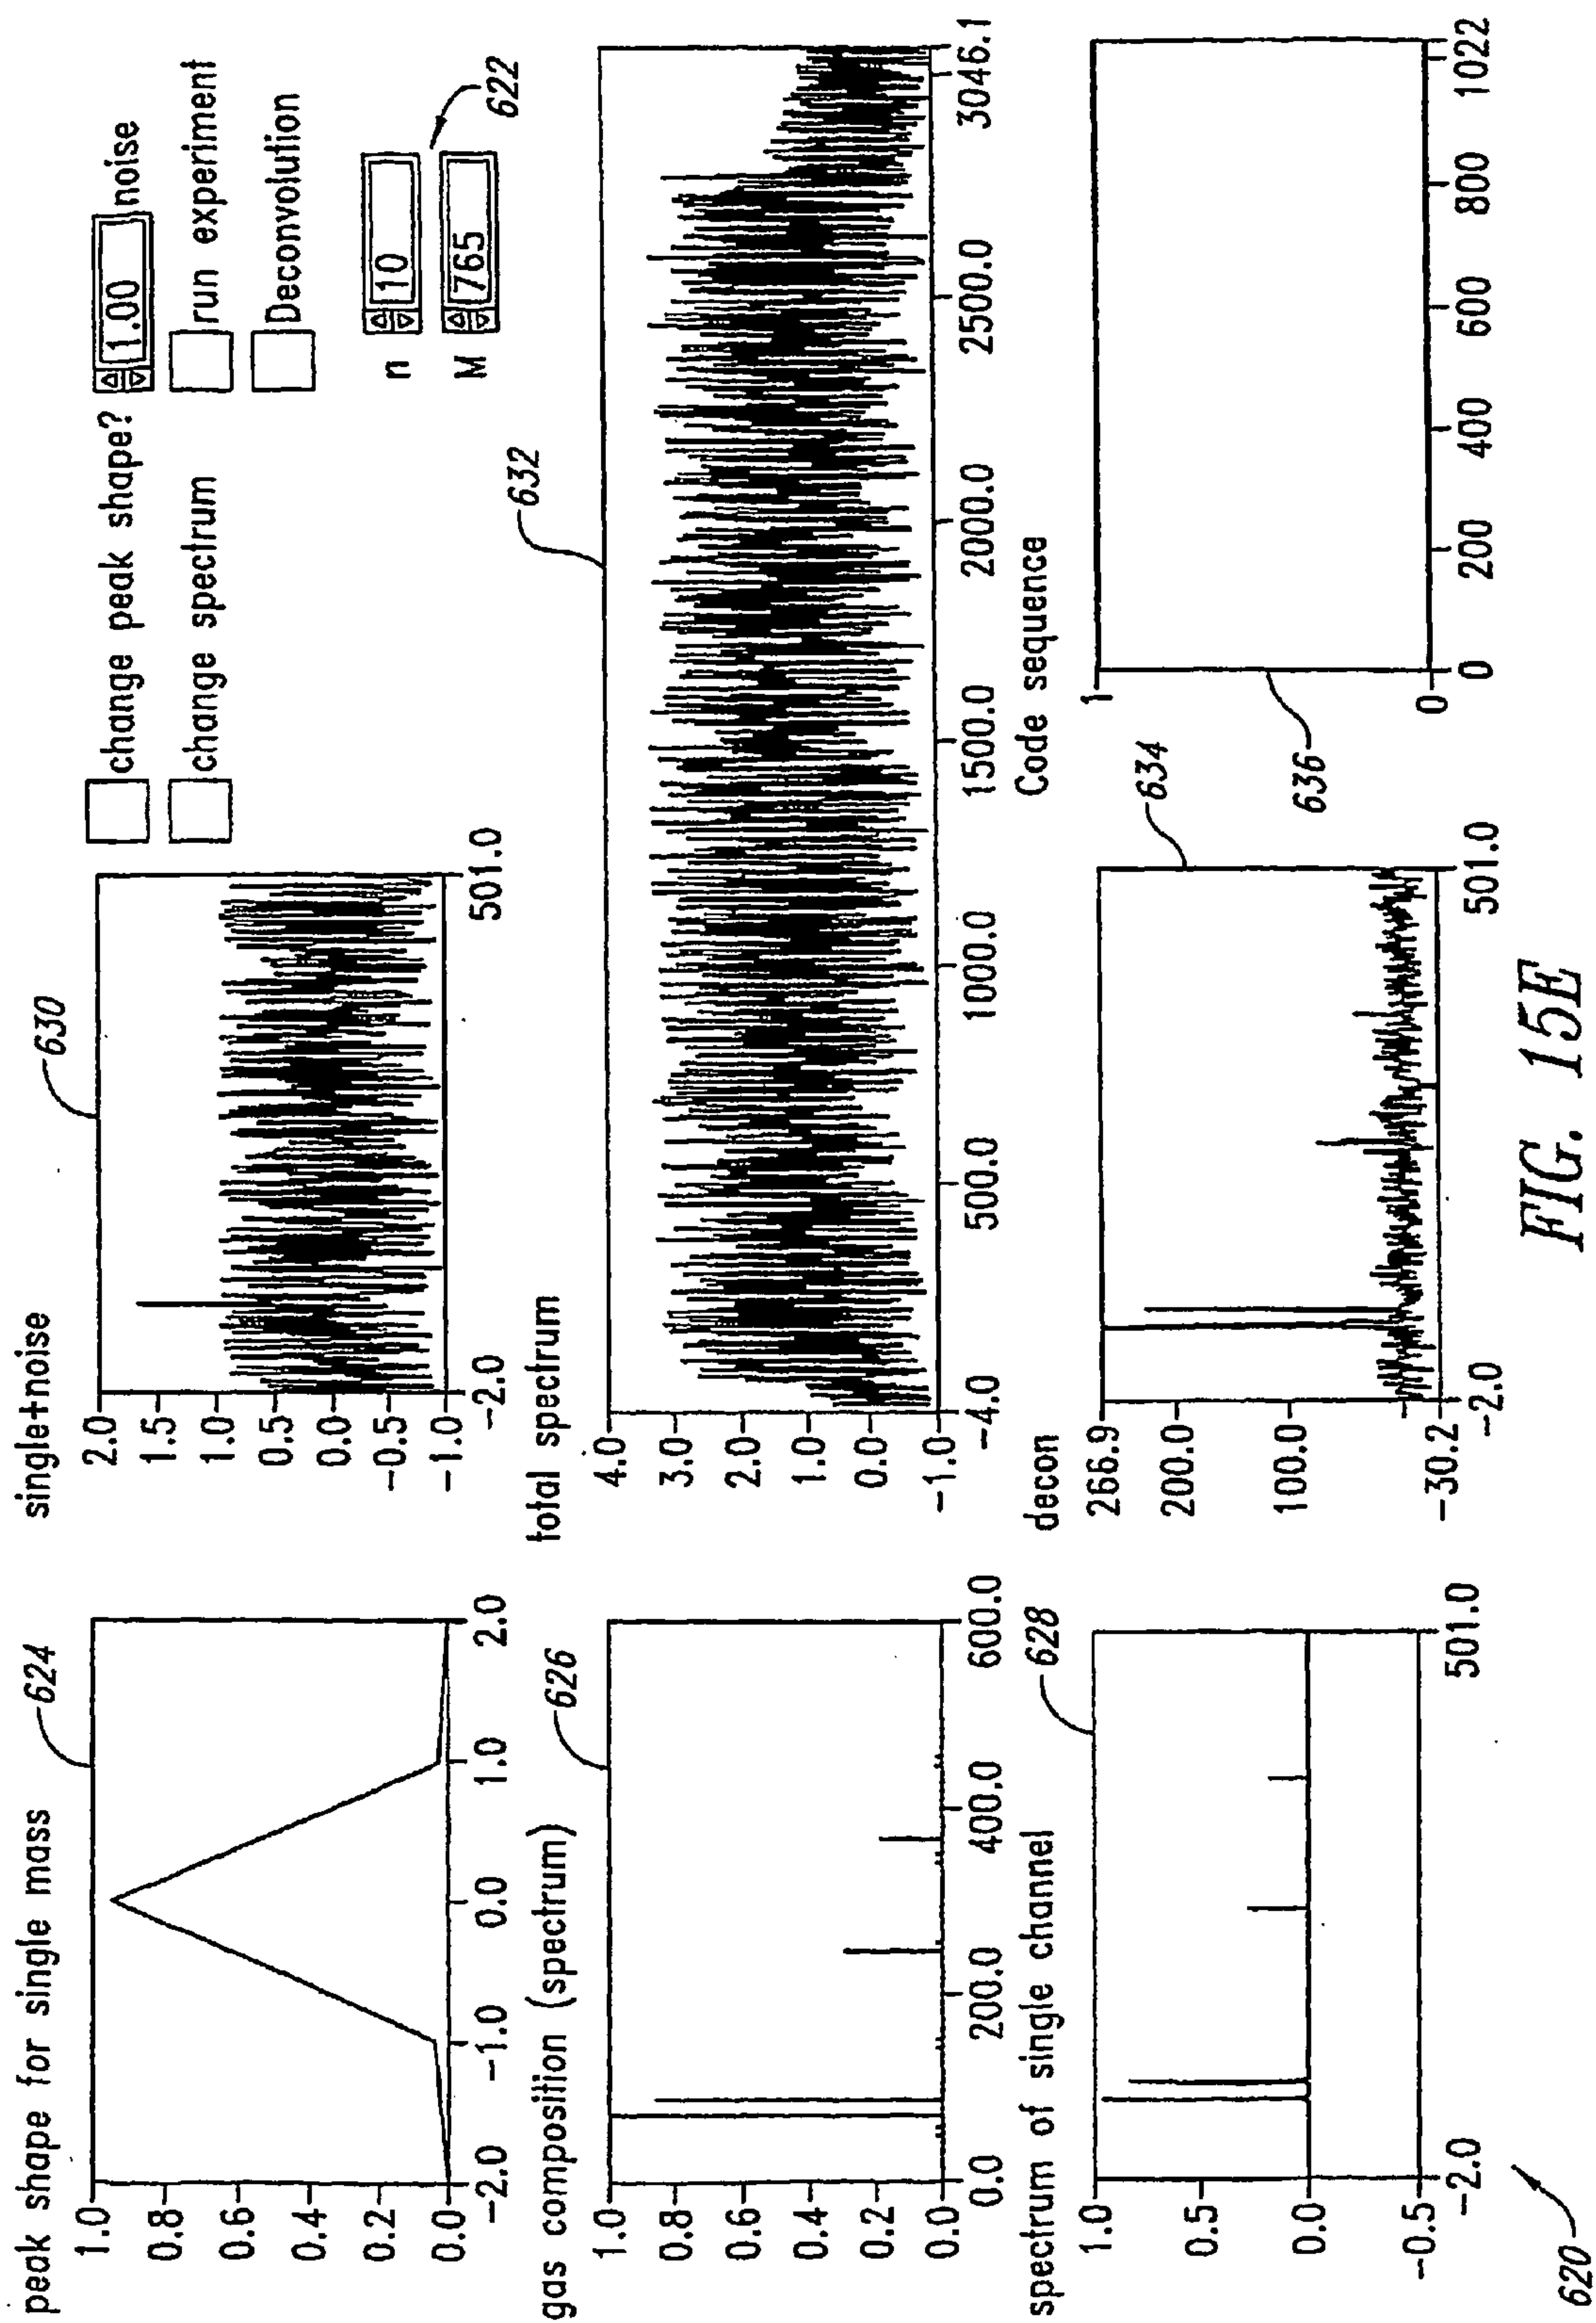 peak shape for single mass
624
1.0
0.8
0.6
0.4
0.2
0.0
-2.0 -1.0 0.0 1.0 2.0
single+noise
630
2.0
1.5
1.0
0.5
0.0
-0.5
-1.0
-2.0 501.0
change peak shape?
1.00 noise
change spectrum
run experiment
Deconvolution
n 10
M 765
622
gas composition (spectrum)
626
1.0
0.8
0.6
0.4
0.2
0.0
0.0 200.0 400.0 600.0
total spectrum
632
4.0
3.0
2.0
1.0
0.0
-1.0
-4.0 500.0 1000.0 1500.0 2000.0 2500.0 3046.1
spectrum of single channel
628
1.0
0.5
0.0
-0.5
-2.0 501.0
decon
634
266.9
200.0
100.0
-30.2
-2.0 501.0
Code sequence
1
0
636
0 200 400 600 800 1022
620
FIG. 15E